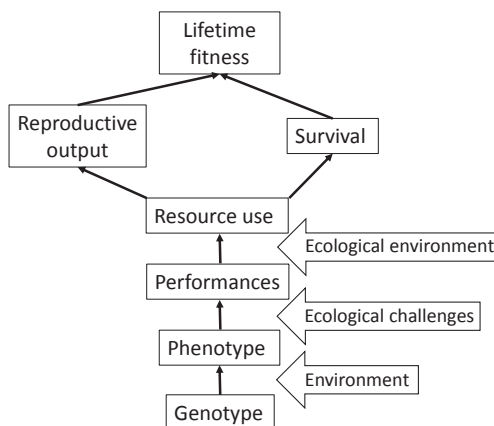 Lifetime
fitness
Reproductive
output
Survival
Resource use
Ecological environment
Performances
Ecological challenges
Phenotype
Environment
Genotype